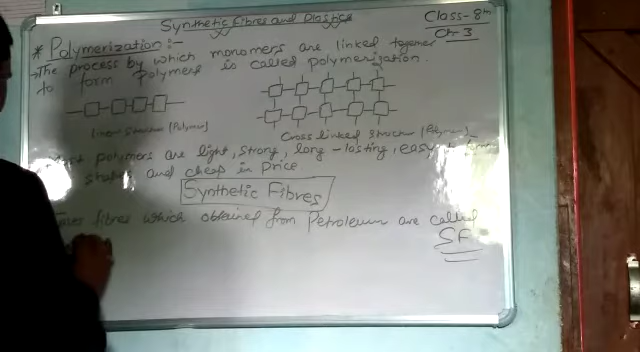 Synthetic Fibres and Plastics
Class - 8th
Ch - 3
* Polymerization :-
→ The process by which monomers are linked together
to form polymers is called polymerization.
Linear structure (Polymer)
Cross linked structure (Polymer)
polymers are light, strong, long-lasting, easy
and cheap in price
Synthetic Fibres
fibres which obtained from Petroleum are called
SF